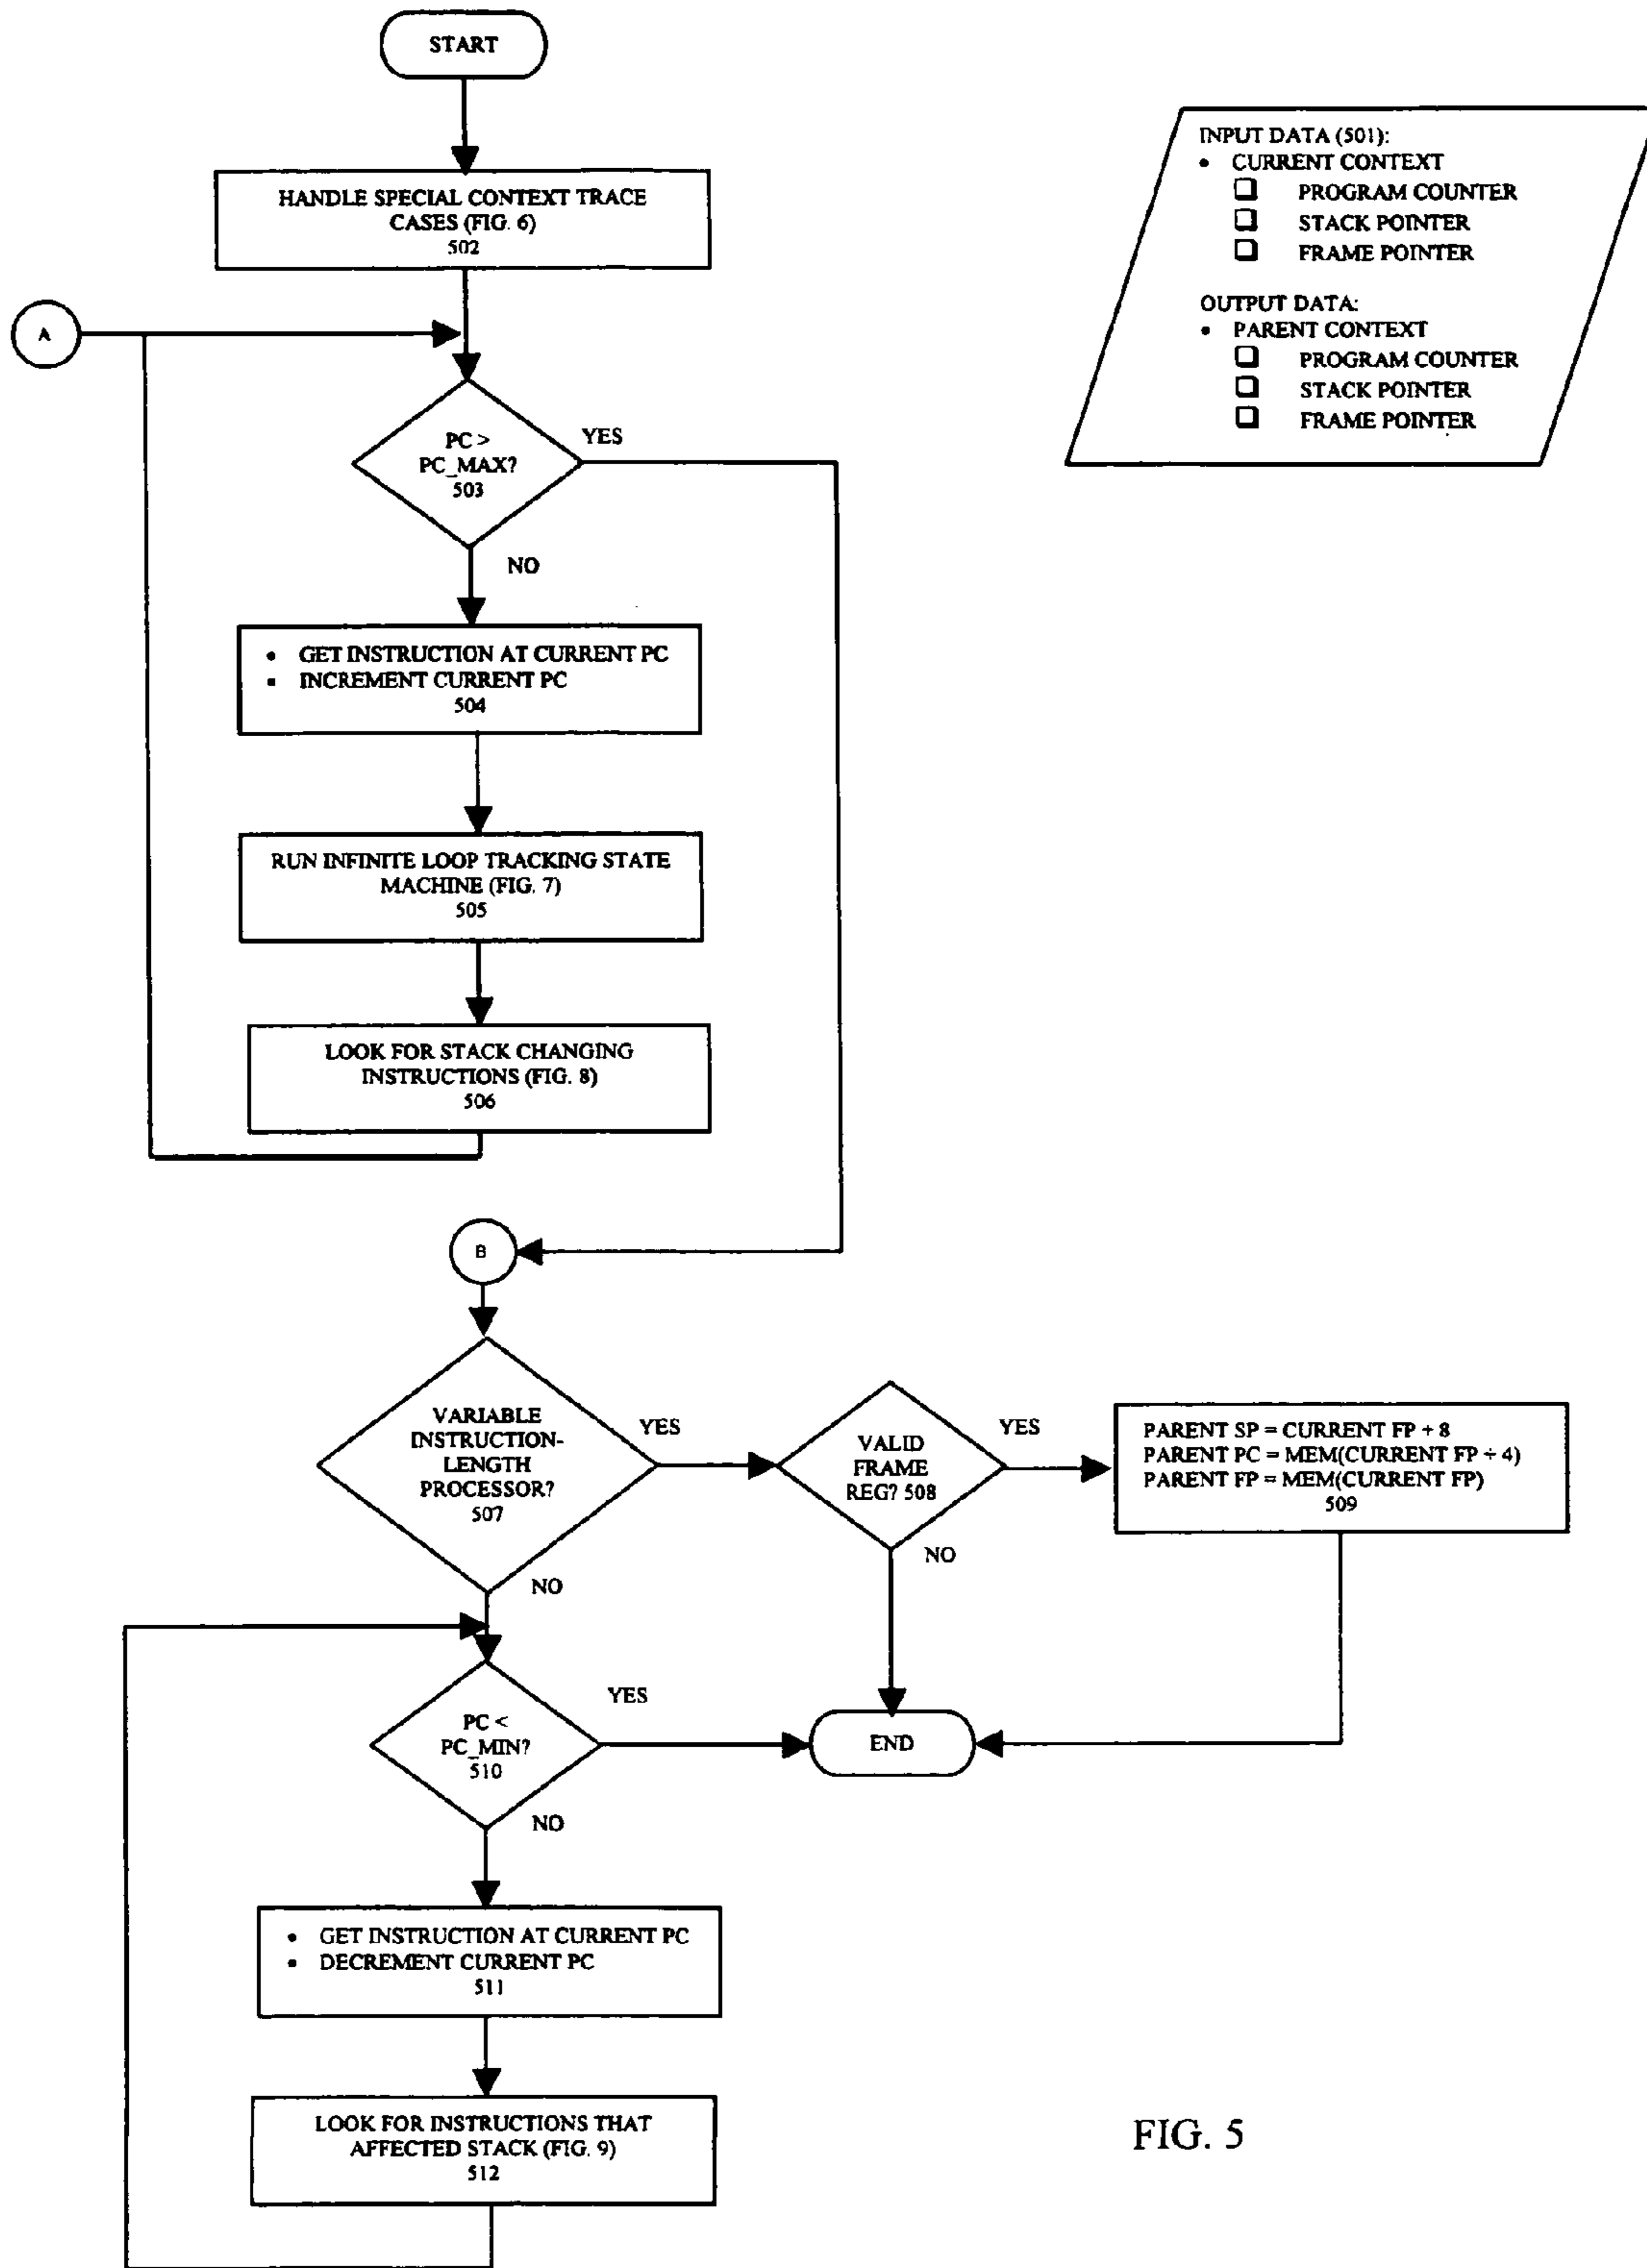 START
HANDLE SPECIAL CONTEXT TRACE
CASES (FIG. 6)
502
INPUT DATA (501):
• CURRENT CONTEXT
❑ PROGRAM COUNTER
❑ STACK POINTER
❑ FRAME POINTER
OUTPUT DATA:
• PARENT CONTEXT
❑ PROGRAM COUNTER
❑ STACK POINTER
❑ FRAME POINTER
A
PC >
PC_MAX?
503
YES
NO
• GET INSTRUCTION AT CURRENT PC
• INCREMENT CURRENT PC
504
RUN INFINITE LOOP TRACKING STATE
MACHINE (FIG. 7)
505
LOOK FOR STACK CHANGING
INSTRUCTIONS (FIG. 8)
506
B
VARIABLE
INSTRUCTION-
LENGTH
PROCESSOR?
507
YES
NO
VALID
FRAME
REG? 508
YES
NO
PARENT SP = CURRENT FP + 8
PARENT PC = MEM(CURRENT FP + 4)
PARENT FP = MEM(CURRENT FP)
509
PC <
PC_MIN?
510
YES
NO
END
• GET INSTRUCTION AT CURRENT PC
• DECREMENT CURRENT PC
511
LOOK FOR INSTRUCTIONS THAT
AFFECTED STACK (FIG. 9)
512
FIG. 5